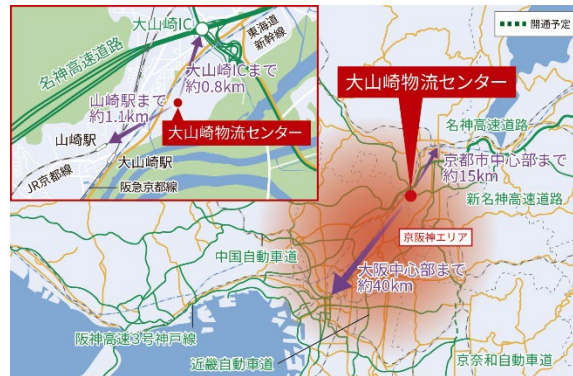 大山崎IC
東海道
新幹線
名神高速道路
大山崎ICまで
約0.8km
山崎駅まで
約1.1km
山崎駅
大山崎物流センター
大山崎駅
JR京都線
阪急京都線
開通予定
大山崎物流センター
名神高速道路
京都市中心部まで
約15km
新名神高速道路
京阪神エリア
中国自動車道
大阪中心部まで
約40km
阪神高速3号神戸線
近畿自動車道
京奈和自動車道